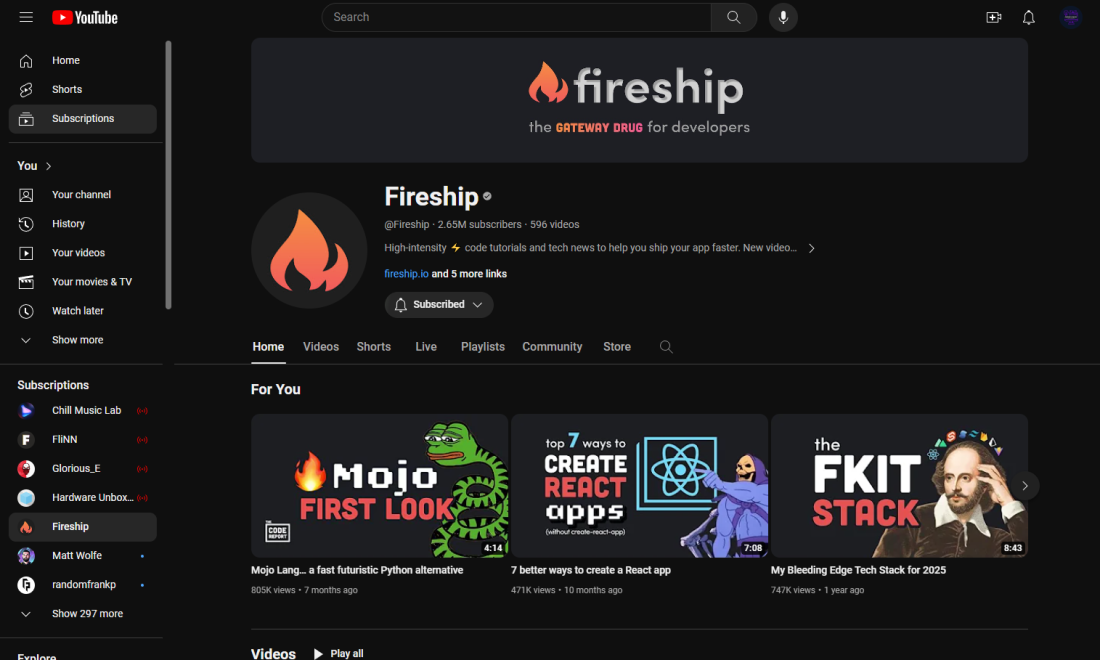 YouTube
Search
Home
Shorts
Subscriptions
You
Your channel
History
Your videos
Your movies & TV
Watch later
Show more
Subscriptions
Chill Music Lab
FliNN
Glorious_E
Hardware Unbox...
Fireship
Matt Wolfe
randomfrankp
Show 297 more
Explore
fireship
the GATEWAY DRUG for developers
Fireship
@Fireship · 2.65M subscribers · 596 videos
High-intensity ⚡ code tutorials and tech news to help you ship your app faster. New video...
fireship.io and 5 more links
Subscribed
Home Videos Shorts Live Playlists Community Store
For You
Mojo
FIRST LOOK
THE
CODE
REPORT
4:14
Mojo Lang... a fast futuristic Python alternative
805K views • 7 months ago
top 7 ways to
CREATE
REACT
apps
(without create-react-app)
7:08
7 better ways to create a React app
471K views • 10 months ago
the
FKIT
STACK
8:43
My Bleeding Edge Tech Stack for 2025
747K views • 1 year ago
Videos
Play all